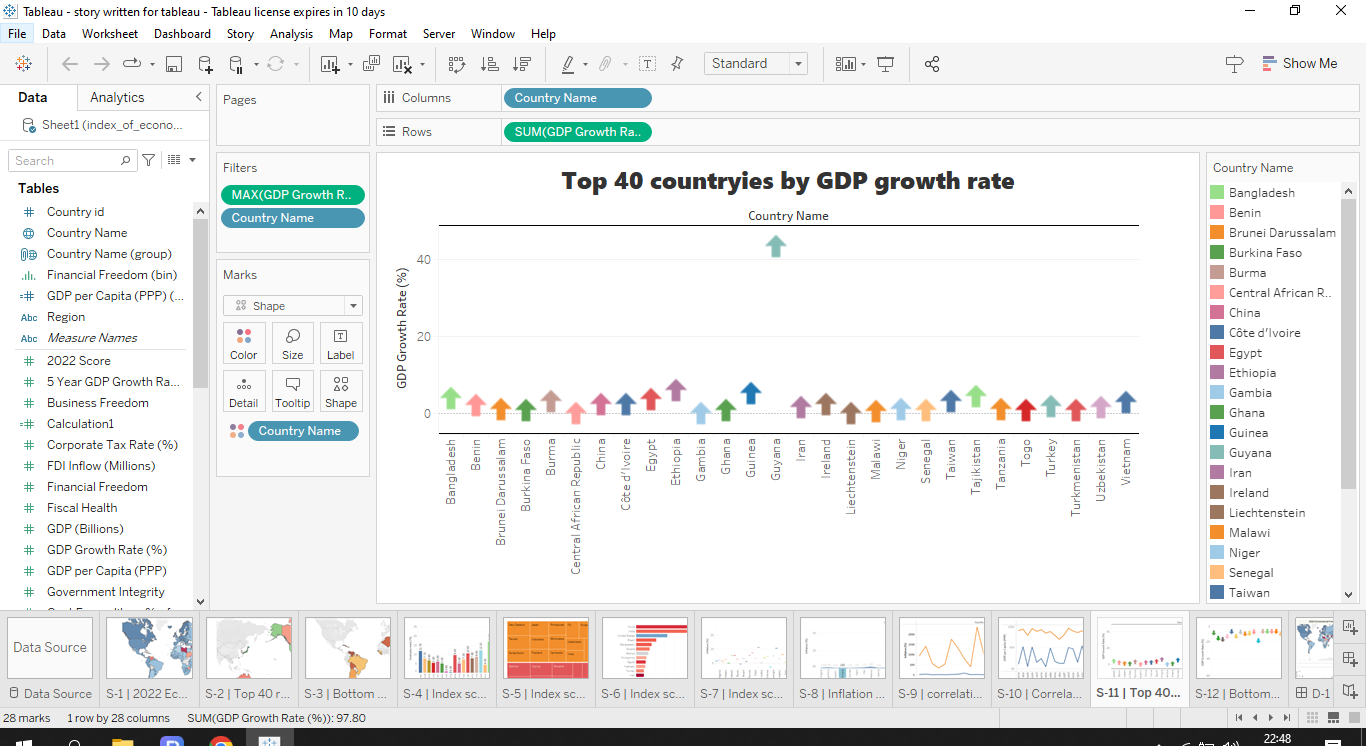 Tableau - story written for tableau - Tableau license expires in 10 days
File Data Worksheet Dashboard Story Analysis Map Format Server Window Help
Standard
Show Me
Data Analytics
Sheet1 (index_of_econo...
Search
Tables
Country id
Country Name
Country Name (group)
Financial Freedom (bin)
GDP per Capita (PPP) (...
Abc Region
Abc Measure Names
2022 Score
5 Year GDP Growth Ra...
Business Freedom
Calculation1
Corporate Tax Rate (%)
FDI Inflow (Millions)
Financial Freedom
Fiscal Health
GDP (Billions)
GDP Growth Rate (%)
GDP per Capita (PPP)
Government Integrity
Pages
Filters
MAX(GDP Growth R..
Country Name
Marks
Shape
Color Size Label
Detail Tooltip Shape
Country Name
Columns Country Name
Rows SUM(GDP Growth Ra..
Top 40 countryies by GDP growth rate
Country Name
GDP Growth Rate (%)
40
20
0
Bangladesh
Benin
Brunei Darussalam
Burkina Faso
Burma
Central African Republic
China
Côte d'Ivoire
Egypt
Ethiopia
Gambia
Ghana
Guinea
Guyana
Iran
Ireland
Liechtenstein
Malawi
Niger
Senegal
Taiwan
Tajikistan
Tanzania
Togo
Turkey
Turkmenistan
Uzbekistan
Vietnam
Country Name
Bangladesh
Benin
Brunei Darussalam
Burkina Faso
Burma
Central African R..
China
Côte d'Ivoire
Egypt
Ethiopia
Gambia
Ghana
Guinea
Guyana
Iran
Ireland
Liechtenstein
Malawi
Niger
Senegal
Taiwan
Data Source
Data Source S-1 | 2022 Ec... S-2 | Top 40 r... S-3 | Bottom ... S-4 | Index sc... S-5 | Index sc... S-6 | Index sc... S-7 | Index sc... S-8 | Inflation ... S-9 | correlati... S-10 | Correla... S-11 | Top 40... S-12 | Bottom... D-1
28 marks 1 row by 28 columns SUM(GDP Growth Rate (%)): 97.80
22:48